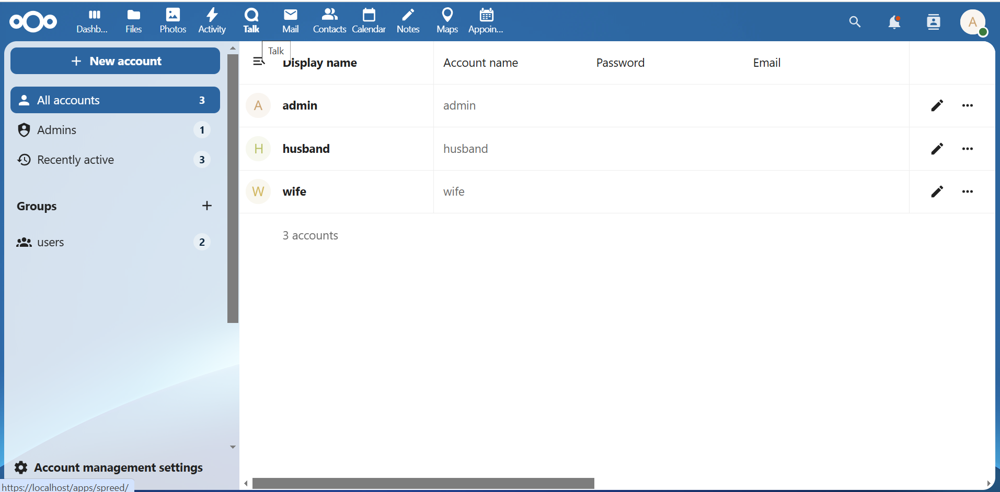 Dashb... Files Photos Activity Talk Mail Contacts Calendar Notes Maps Appoin... A
Talk
New account
All accounts 3
Admins 1
Recently active 3
Groups
users 2
Account management settings
https://localhost/apps/spreed/
Display name Account name Password Email
A admin admin
H husband husband
W wife wife
3 accounts